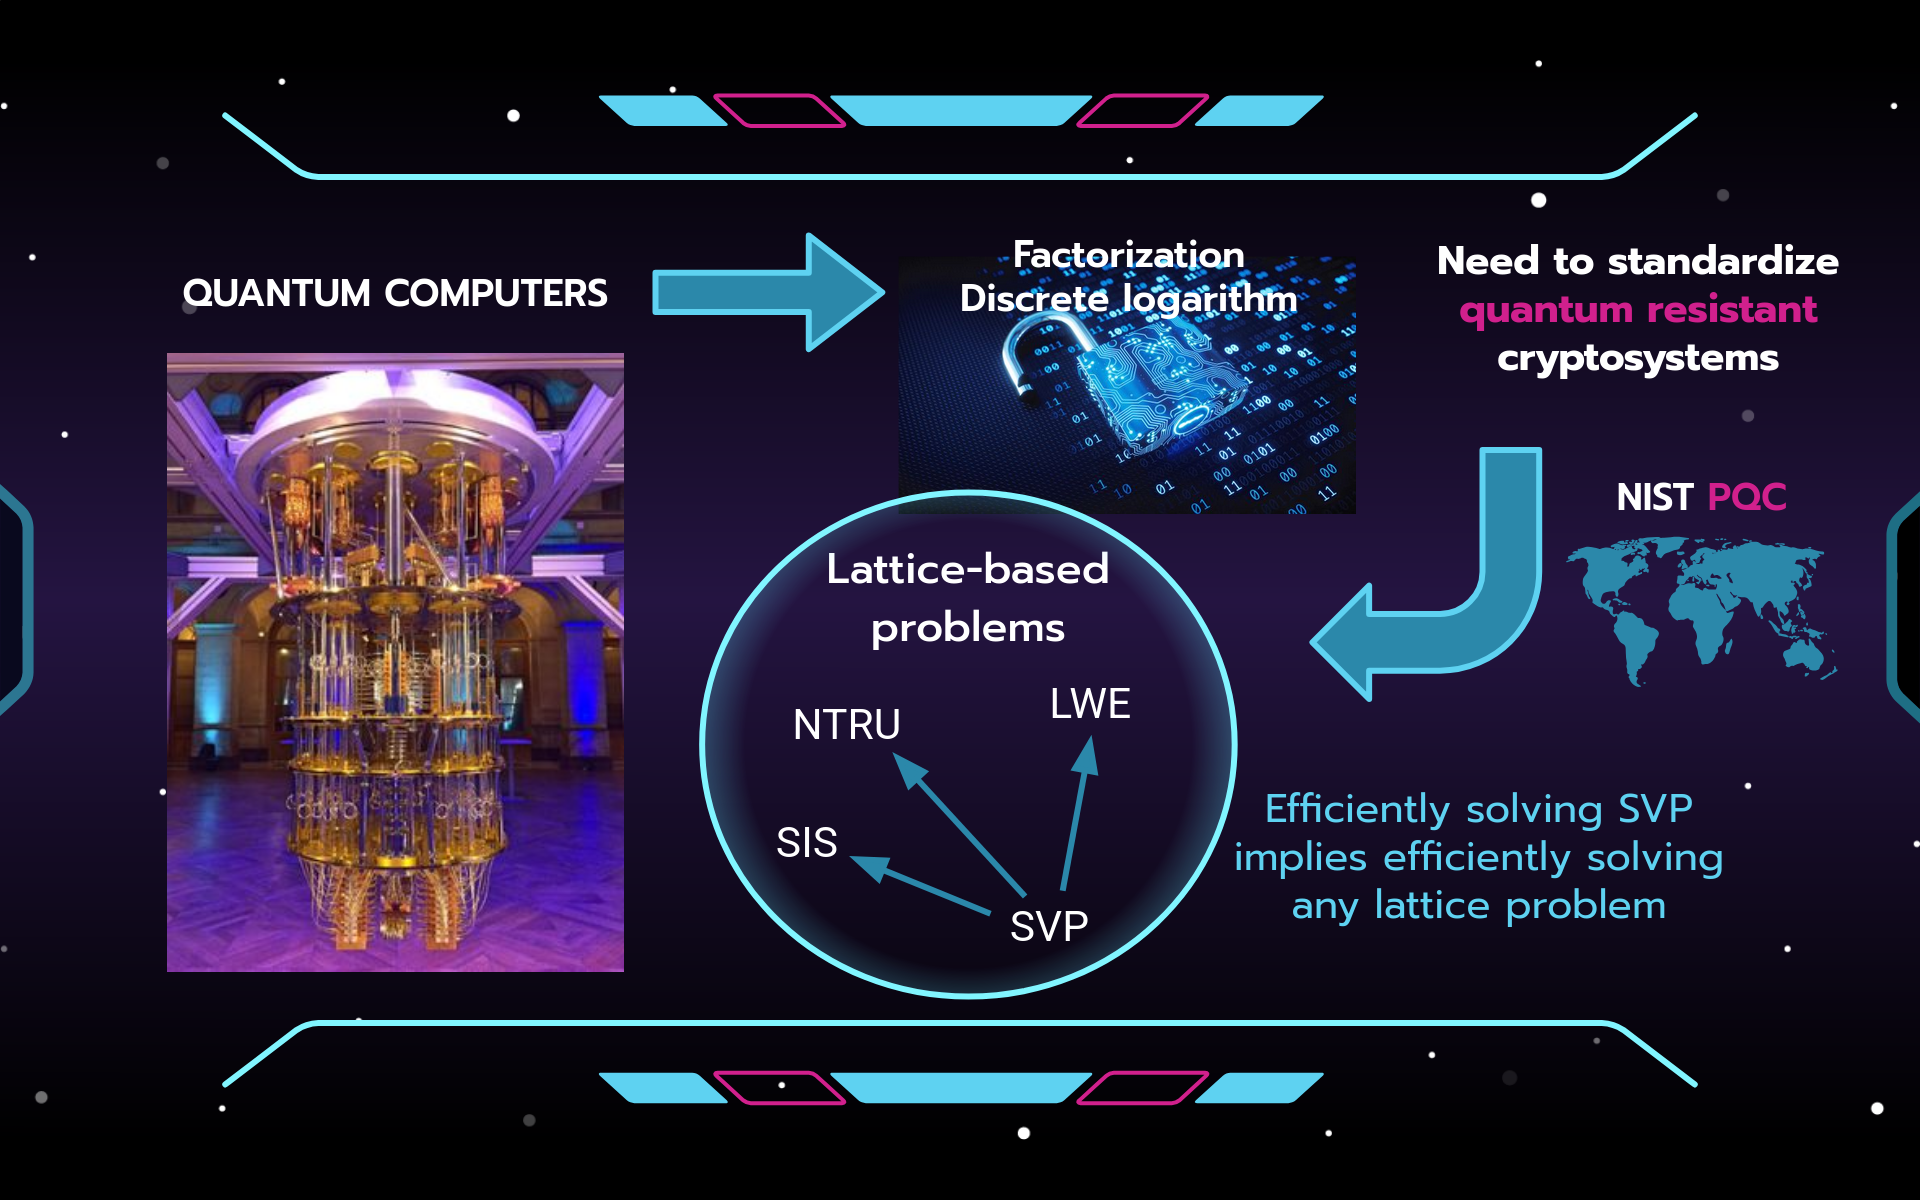 QUANTUM COMPUTERS
Factorization
Discrete logarithm
Need to standardize
quantum resistant
cryptosystems
NIST PQC
Lattice-based
problems
NTRU
LWE
SIS
SVP
Efficiently solving SVP
implies efficiently solving
any lattice problem